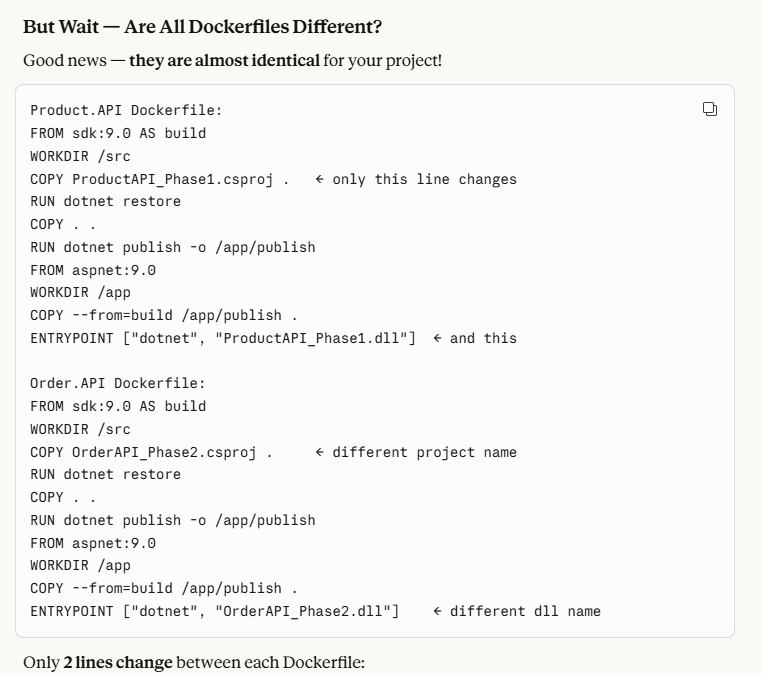 But Wait — Are All Dockerfiles Different?
Good news — they are almost identical for your project!
Product.API Dockerfile:
FROM sdk:9.0 AS build
WORKDIR /src
COPY ProductAPI_Phase1.csproj .   ← only this line changes
RUN dotnet restore
COPY . .
RUN dotnet publish -o /app/publish
FROM aspnet:9.0
WORKDIR /app
COPY --from=build /app/publish .
ENTRYPOINT ["dotnet", "ProductAPI_Phase1.dll"]  ← and this
Order.API Dockerfile:
FROM sdk:9.0 AS build
WORKDIR /src
COPY OrderAPI_Phase2.csproj .     ← different project name
RUN dotnet restore
COPY . .
RUN dotnet publish -o /app/publish
FROM aspnet:9.0
WORKDIR /app
COPY --from=build /app/publish .
ENTRYPOINT ["dotnet", "OrderAPI_Phase2.dll"]    ← different dll name
Only 2 lines change between each Dockerfile: